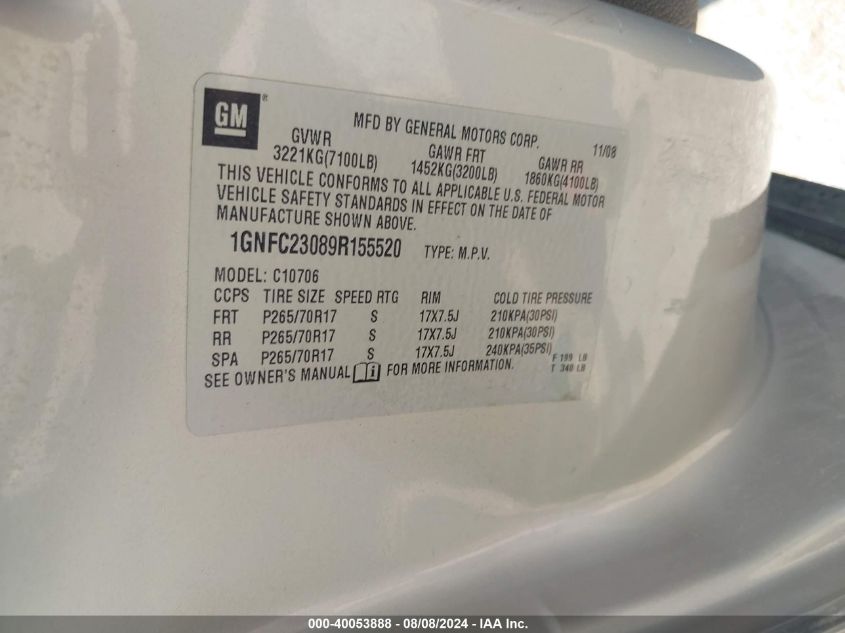 GM ®
MFD BY GENERAL MOTORS CORP. 11/08
GVWR GAWR FRT GAWR RR
3221KG(7100LB) 1452KG(3200LB) 1860KG(4100LB)
THIS VEHICLE CONFORMS TO ALL APPLICABLE U.S. FEDERAL MOTOR
VEHICLE SAFETY STANDARDS IN EFFECT ON THE DATE OF
MANUFACTURE SHOWN ABOVE.
1GNFC23089R155520 TYPE: M.P.V.
MODEL: C10706
CCPS TIRE SIZE SPEED RTG RIM COLD TIRE PRESSURE
FRT P265/70R17 S 17X7.5J 210KPA(30PSI)
RR P265/70R17 S 17X7.5J 210KPA(30PSI)
SPA P265/70R17 S 17X7.5J 240KPA(35PSI)
F 199 LB
T 340 LB
SEE OWNER'S MANUAL i FOR MORE INFORMATION.
000-40053888 - 08/08/2024 - IAA Inc.